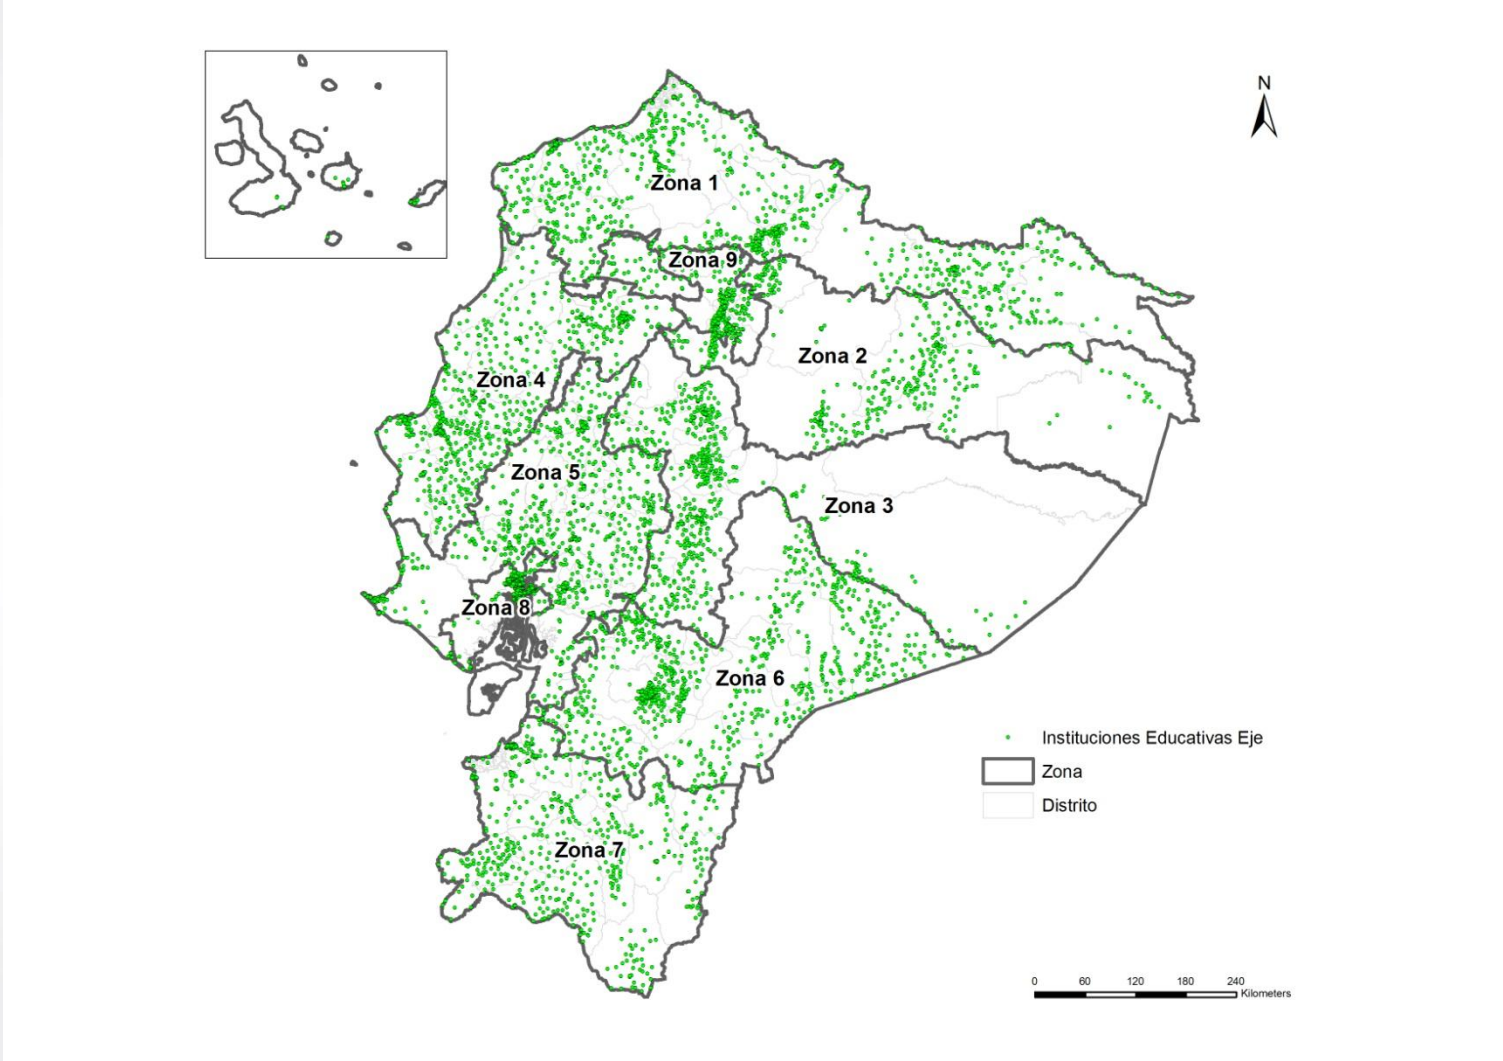 N
Zona 1
Zona 9
Zona 2
Zona 4
Zona 5
Zona 3
Zona 8
Zona 6
Instituciones Educativas Eje
Zona
Distrito
Zona 7
0 60 120 180 240
Kilometers